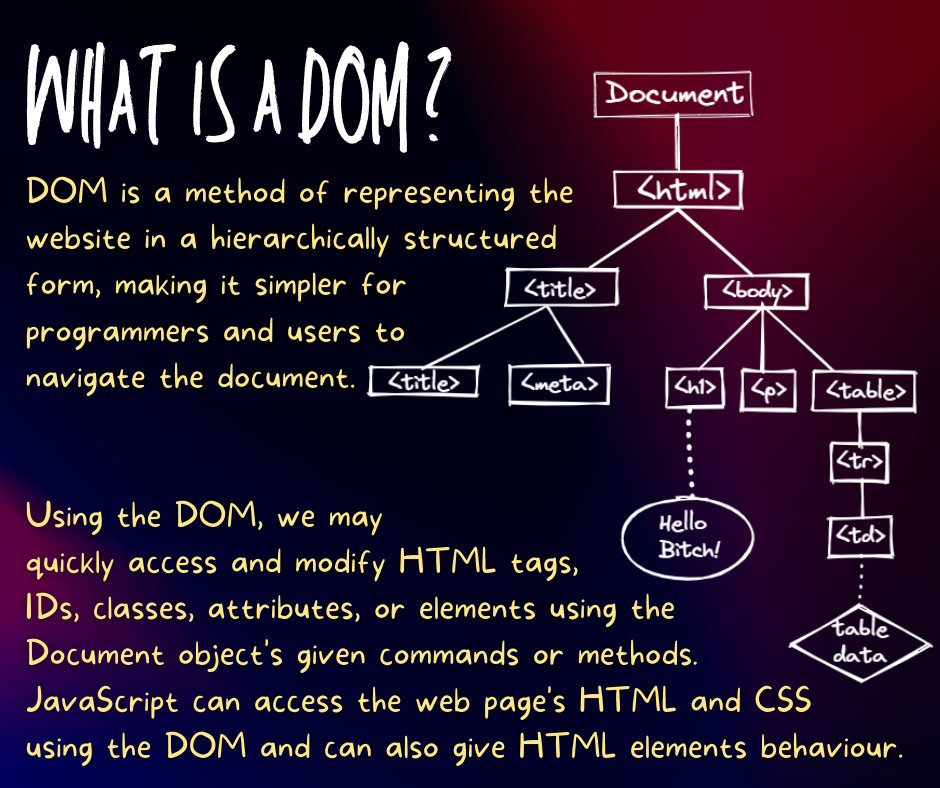 WHAT IS A DOM?
DOM is a method of representing the
website in a hierarchically structured
form, making it simpler for
programmers and users to
navigate the document.
Document
<html>
<title>
<body>
<title>
<meta>
<h1>
<p>
<table>
<tr>
<td>
Hello
Bitch!
table
data
Using the DOM, we may
quickly access and modify HTML tags,
IDs, classes, attributes, or elements using the
Document object's given commands or methods.
JavaScript can access the web page's HTML and CSS
using the DOM and can also give HTML elements behaviour.